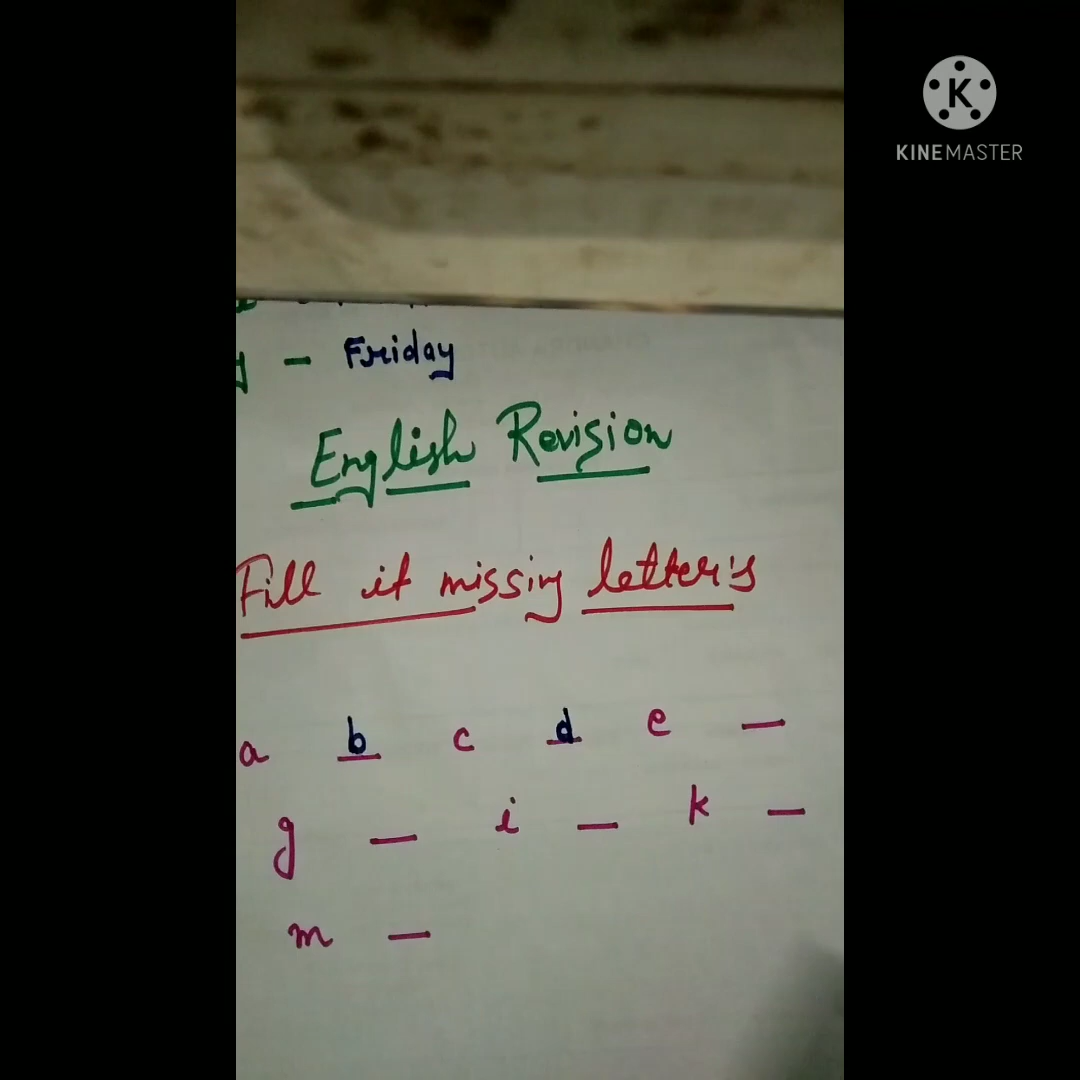 KINEMASTER
- Friday
English Revision
Fill it missing letter's
a b c d e _
g _ i _ k _
m _